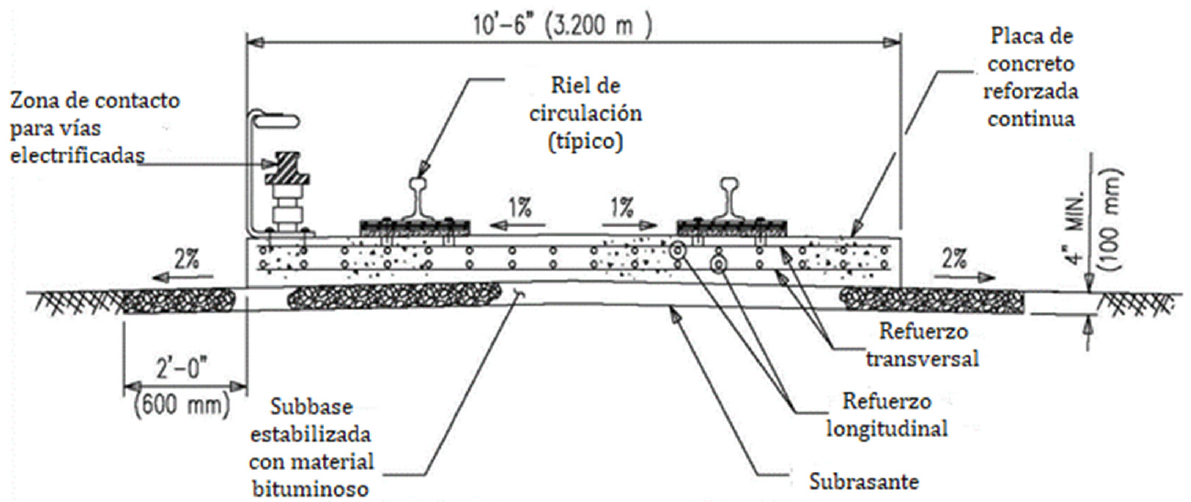 10'-6" (3.200 m )
Placa de
concreto
reforzada
continua
Riel de
circulación
(típico)
Zona de contacto
para vías
electrificadas
1%
1%
4" MIN.
(100 mm)
2%
2%
2'-0"
(600 mm)
Refuerzo
transversal
Refuerzo
longitudinal
Subbase
estabilizada
con material
bituminoso
Subrasante